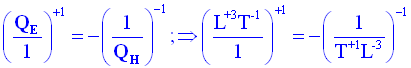 (Q_E / 1)^{+1} = -(1 / Q_H)^{-1} ;⇒ (L^{+3}T^{-1} / 1)^{+1} = -(1 / T^{+1}L^{-3})^{-1}